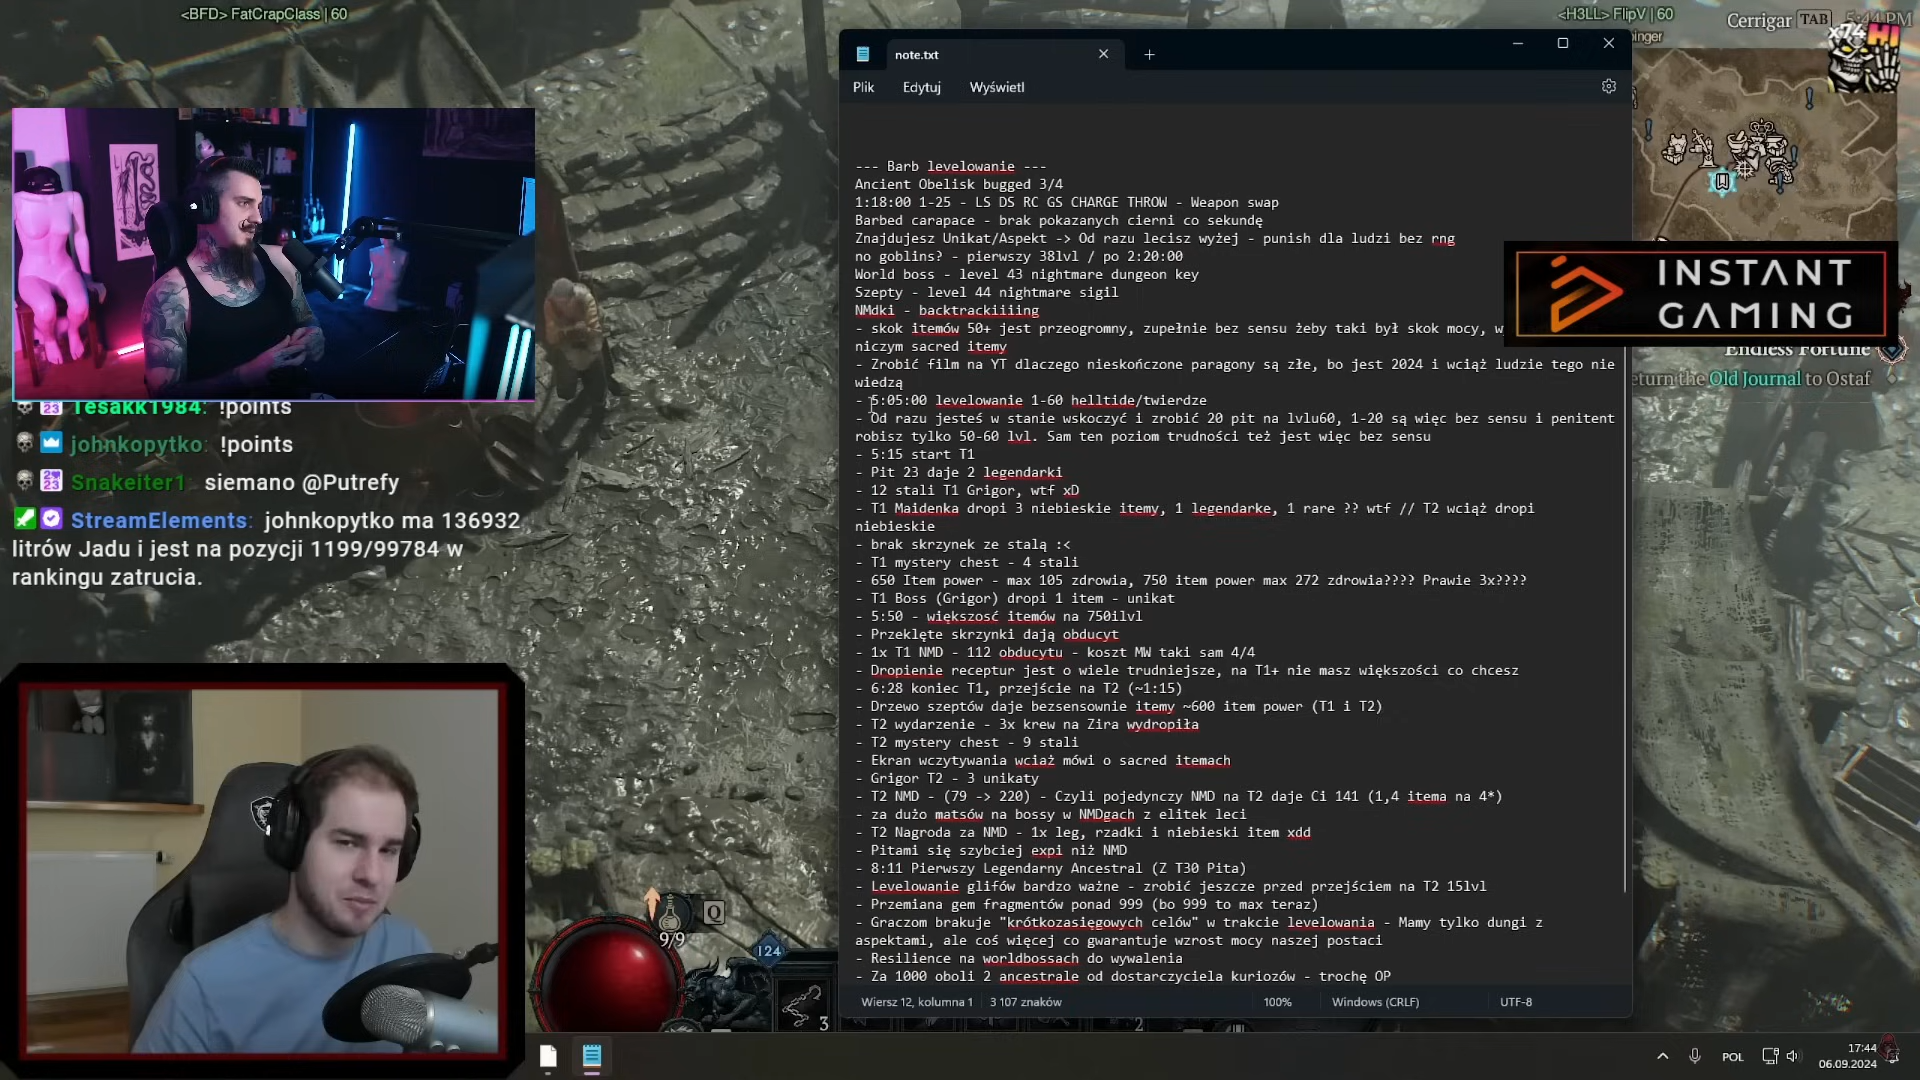 <BFD> FatCrapClass | 60
<H3LL> FlipV | 60
Cerrigar TAB 5:44 PM
x74 HI
note.txt
Plik Edytuj Wyświetl
--- Barb levelowanie ---
Ancient Obelisk bugged 3/4
1:18:00 1-25 - LS DS RC GS CHARGE THROW - Weapon swap
Barbed carapace - brak pokazanych cierni co sekundę
Znajdujesz Unikat/Aspekt -> Od razu lecisz wyżej - punish dla ludzi bez rng
no goblins? - pierwszy 38lvl / po 2:20:00
World boss - level 43 nightmare dungeon key
Szepty - level 44 nightmare sigil
NMdki - backtrackiiiing
- skok itemów 50+ jest przeogromny, zupełnie bez sensu żeby taki był skok mocy,
niczym sacred itemy
- Zrobić film na YT dlaczego nieskończone paragony są złe, bo jest 2024 i wciąż ludzie tego nie
wiedzą
- 5:05:00 levelowanie 1-60 helltide/twierdze
- Od razu jesteś w stanie wskoczyć i zrobić 20 pit na lvlu60, 1-20 są więc bez sensu i penitent
robisz tylko 50-60 lvl. Sam ten poziom trudności też jest więc bez sensu
- 5:15 start T1
- Pit 23 daje 2 legendarki
- 12 stali T1 Grigor, wtf xD
- T1 Maidenka dropi 3 niebieskie itemy, 1 legendarke, 1 rare ?? wtf // T2 wciąż dropi
niebieskie
- brak skrzynek ze stalą :<
- T1 mystery chest - 4 stali
- 650 Item power - max 105 zdrowia, 750 item power max 272 zdrowia???? Prawie 3x????
- T1 Boss (Grigor) dropi 1 item - unikat
- 5:50 - większosć itemów na 750ilvl
- Przeklęte skrzynki dają obducyt
- 1x T1 NMD - 112 obducytu - koszt MW taki sam 4/4
- Dropienie receptur jest o wiele trudniejsze, na T1+ nie masz większości co chcesz
- 6:28 koniec T1, przejście na T2 (~1:15)
- Drzewo szeptów daje bezsensownie itemy ~600 item power (T1 i T2)
- T2 wydarzenie - 3x krew na Zira wydropiła
- T2 mystery chest - 9 stali
- Ekran wczytywania wciaż mówi o sacred itemach
- Grigor T2 - 3 unikaty
- T2 NMD - (79 -> 220) - Czyli pojedynczy NMD na T2 daje Ci 141 (1,4 itema na 4*)
- za dużo matsów na bossy w NMDgach z elitek leci
- T2 Nagroda za NMD - 1x leg, rzadki i niebieski item xdd
- Pitami się szybciej expi niż NMD
- 8:11 Pierwszy Legendarny Ancestral (Z T30 Pita)
- Levelowanie glifów bardzo ważne - zrobić jeszcze przed przejściem na T2 15lvl
- Przemiana gem fragmentów ponad 999 (bo 999 to max teraz)
- Graczom brakuje "krótkozasięgowych celów" w trakcie levelowania - Mamy tylko dungi z
aspektami, ale coś więcej co gwarantuje wzrost mocy naszej postaci
- Resilience na worldbossach do wywalenia
- Za 1000 oboli 2 ancestrale od dostarczyciela kuriozów - trochę OP
Wiersz 12, kolumna 1 3 107 znaków 100% Windows (CRLF) UTF-8
INSTANT
GAMING
Endless Fortune
the Old Journal to Ostaf
Tesakk1984: !points
johnkopytko: !points
Snakeiter1: siemano @Putrefy
StreamElements: johnkopytko ma 136932
litrów Jadu i jest na pozycji 1199/99784 w
rankingu zatrucia.
9/9
Q
124
3
2
POL
17:44
06.09.2024